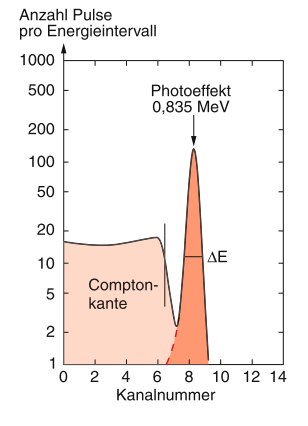 Anzahl Pulse
pro Energieintervall
1000
500
200
100
50
20
10
5
2
1
Photoeffekt
0,835 MeV
ΔE
Compton-
kante
0 2 4 6 8 10 12 14
Kanalnummer